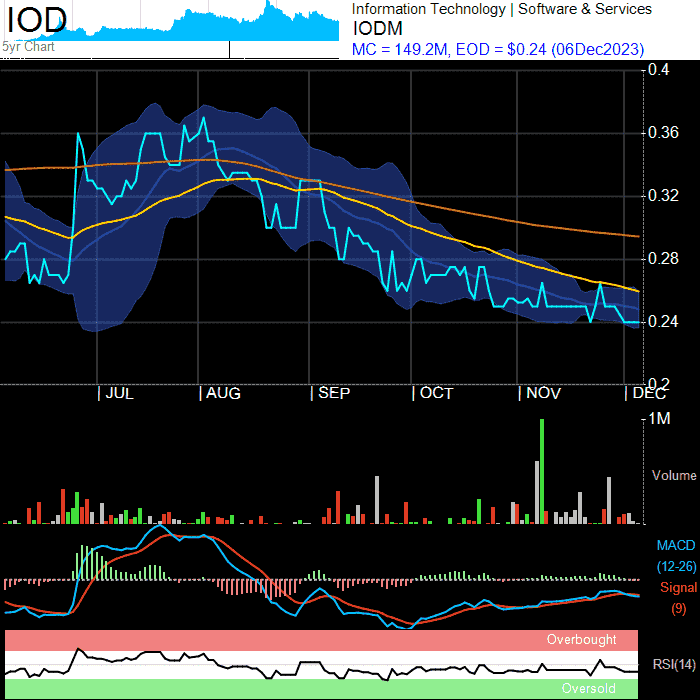 IOD
5yr Chart
Information Technology | Software & Services
IODM
MC = 149.2M, EOD = $0.24 (06Dec2023)
0.4
0.36
0.32
0.28
0.24
0.2
| JUL | AUG | SEP | OCT | NOV | DEC
1M
Volume
MACD
(12-26)
Signal
(9)
Overbought
RSI(14)
Oversold